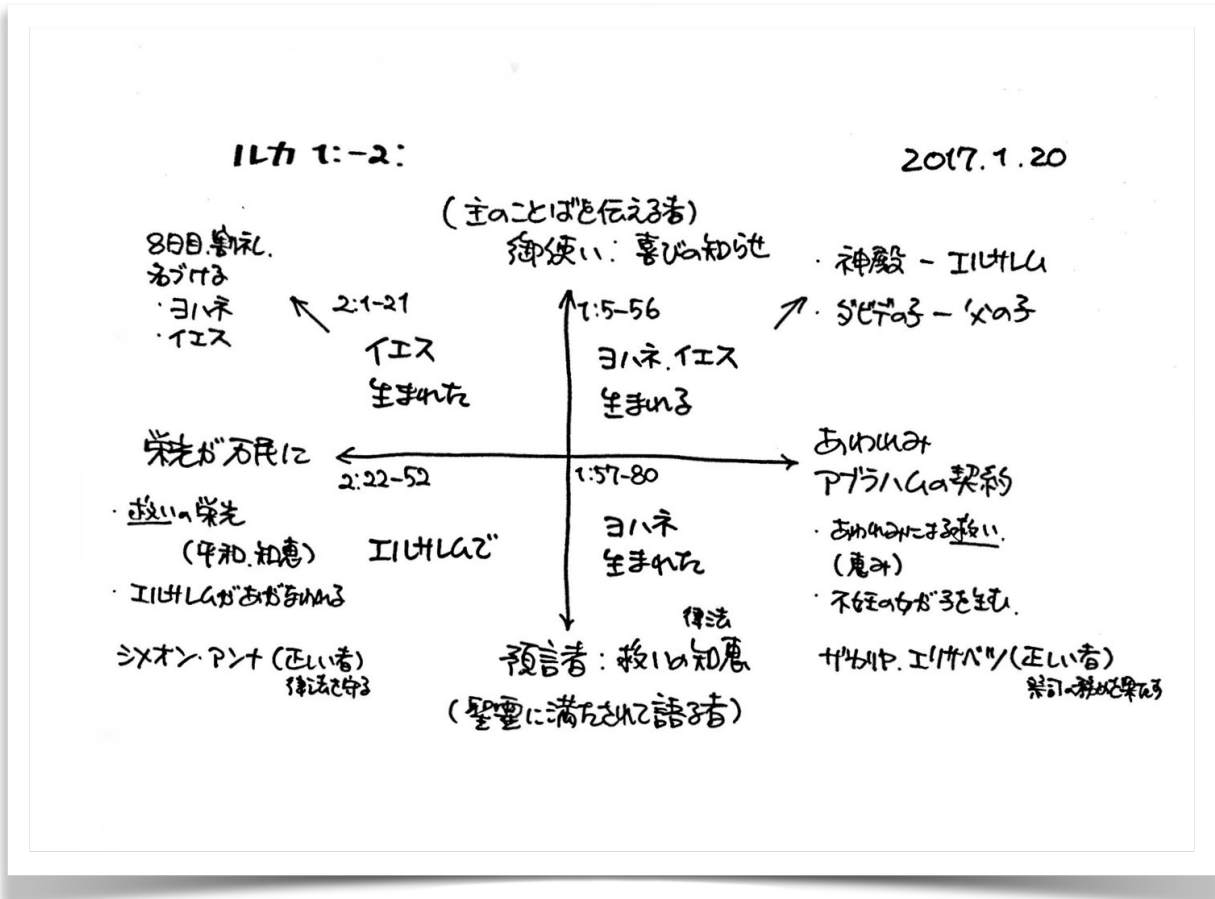 ルカ 1:-2:
2017.1.20
(主のことばを伝える者)
御使い: 喜びの知らせ
8日目.割礼.
名づける
・ヨハネ
・イエス
2:1-21
イエス
生まれた
1:5-56
ヨハネ.イエス
生まれる
・神殿 - エルサレム
・ダビデの子 - 父の子
栄光が万民に
2:22-52
エルサレムで
1:57-80
ヨハネ
生まれた
あわれみ
アブラハムの契約
・救いの栄光
(平和.知恵)
・エルサレムがあがなわれる
・あわれみによる救い.
(恵み)
・不妊の女が子を生む.
シメオン・アンナ (正しい者)
律法を守る
律法
預言者: 救いの知恵
(聖霊に満たされて語る者)
ザカリヤ.エリサベツ(正しい者)
祭司の務めを果たす